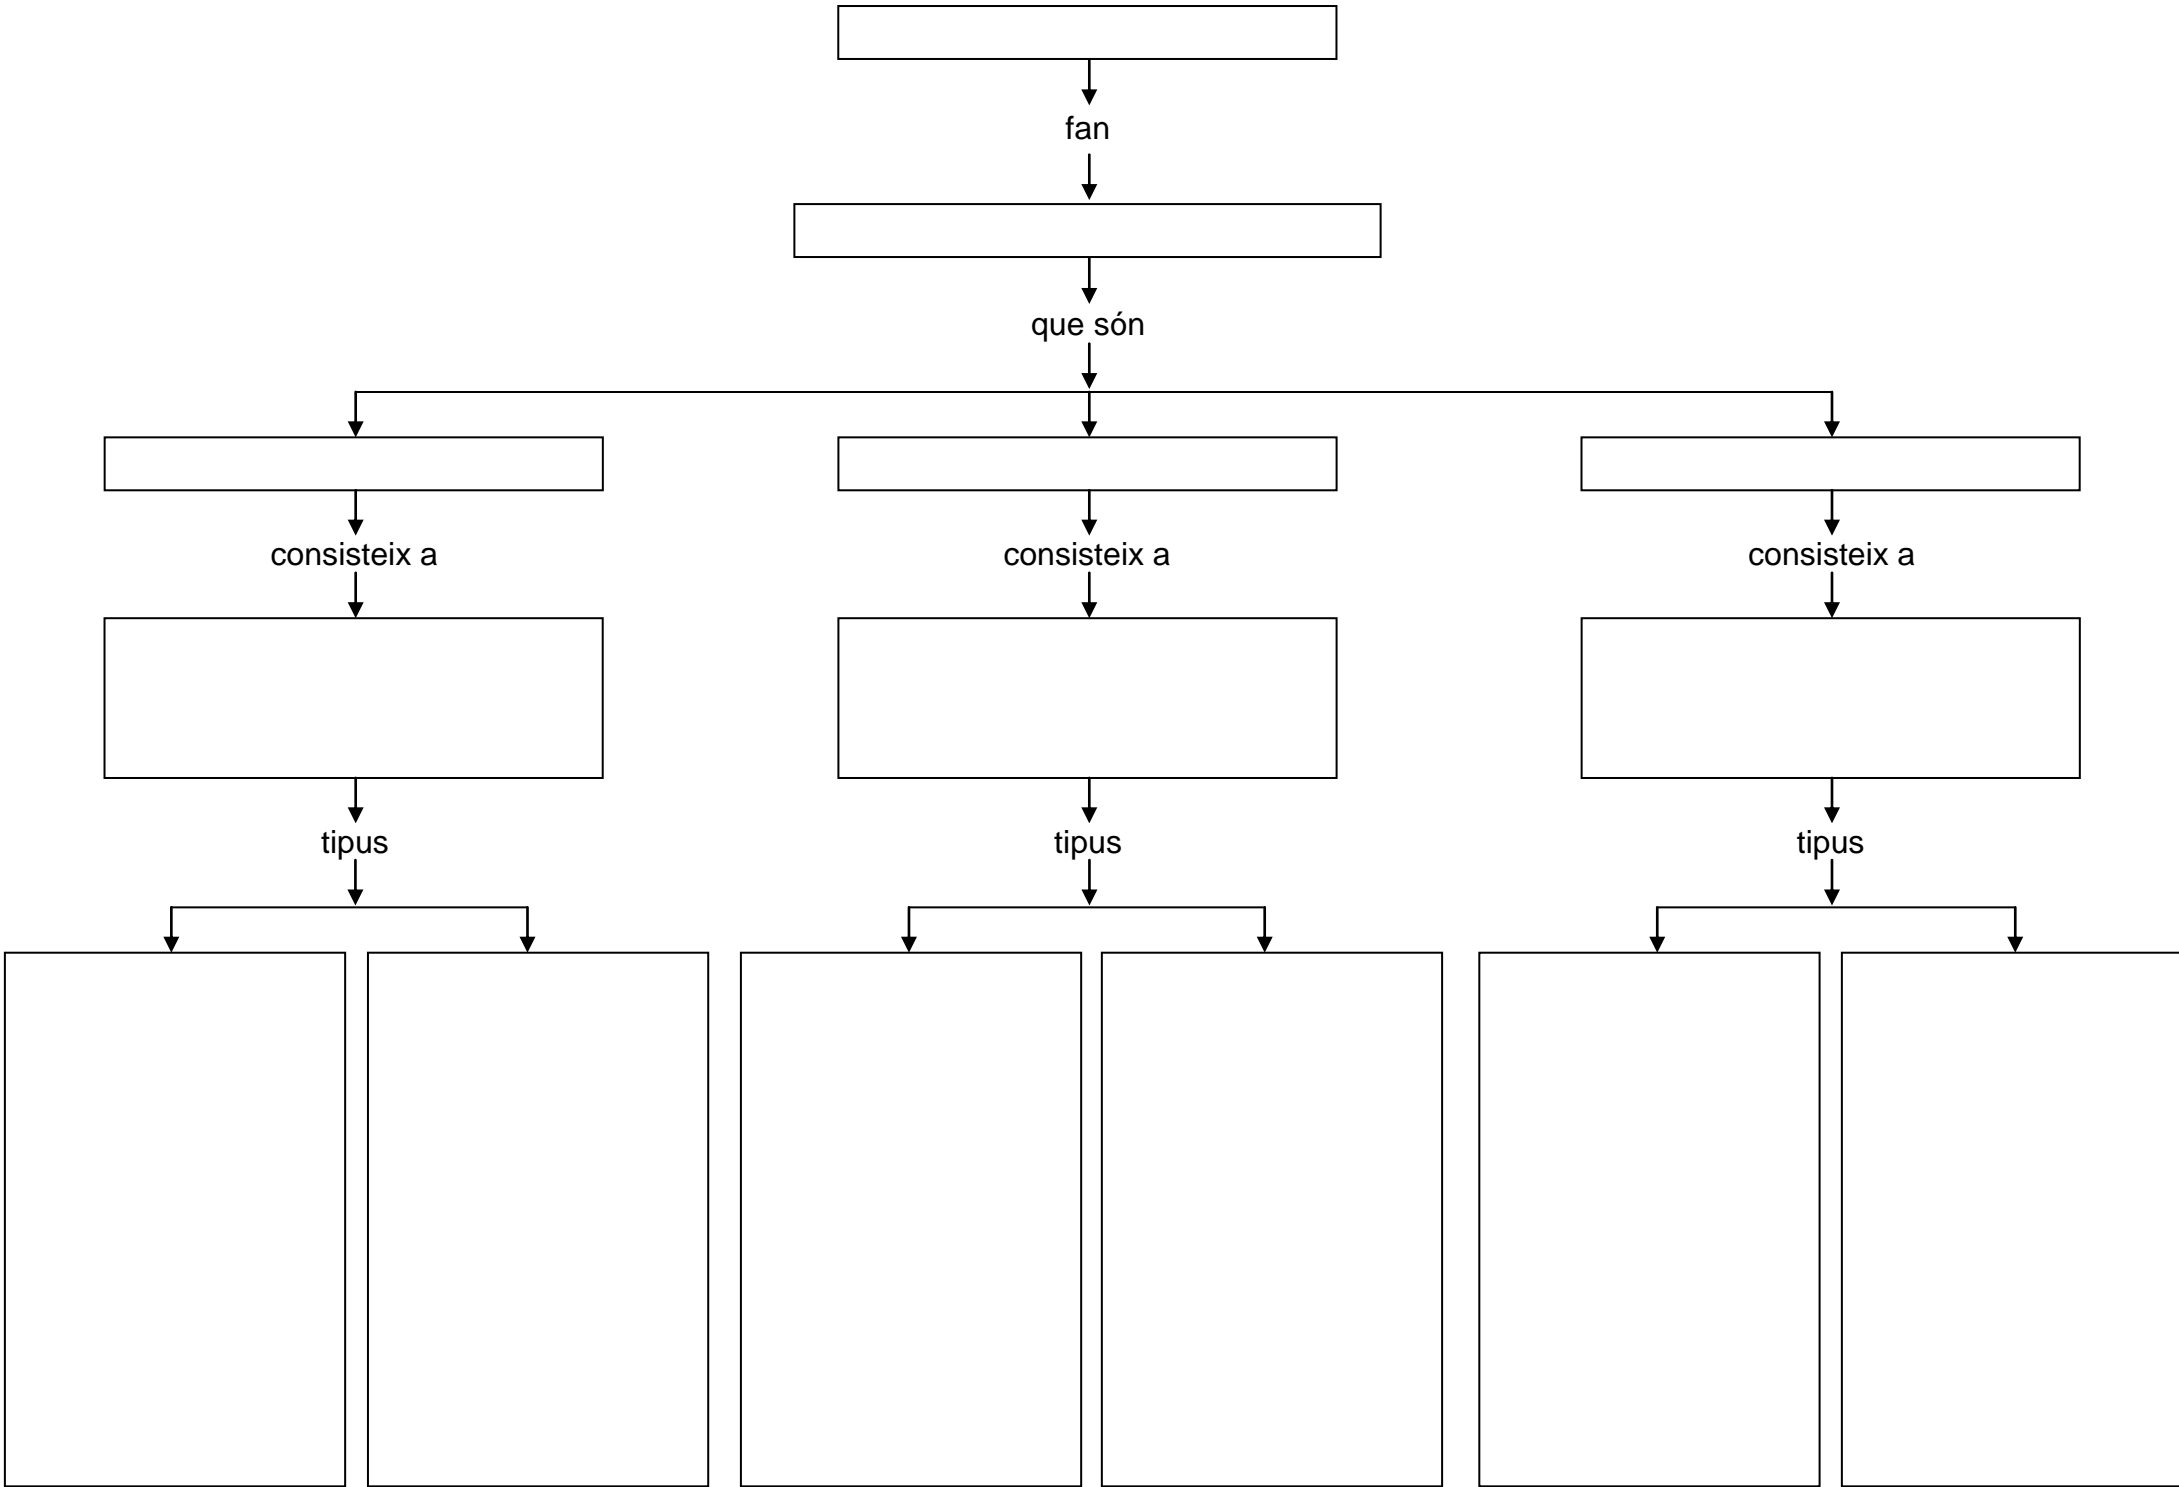 fan
que són
consisteix a
consisteix a
consisteix a
tipus
tipus
tipus